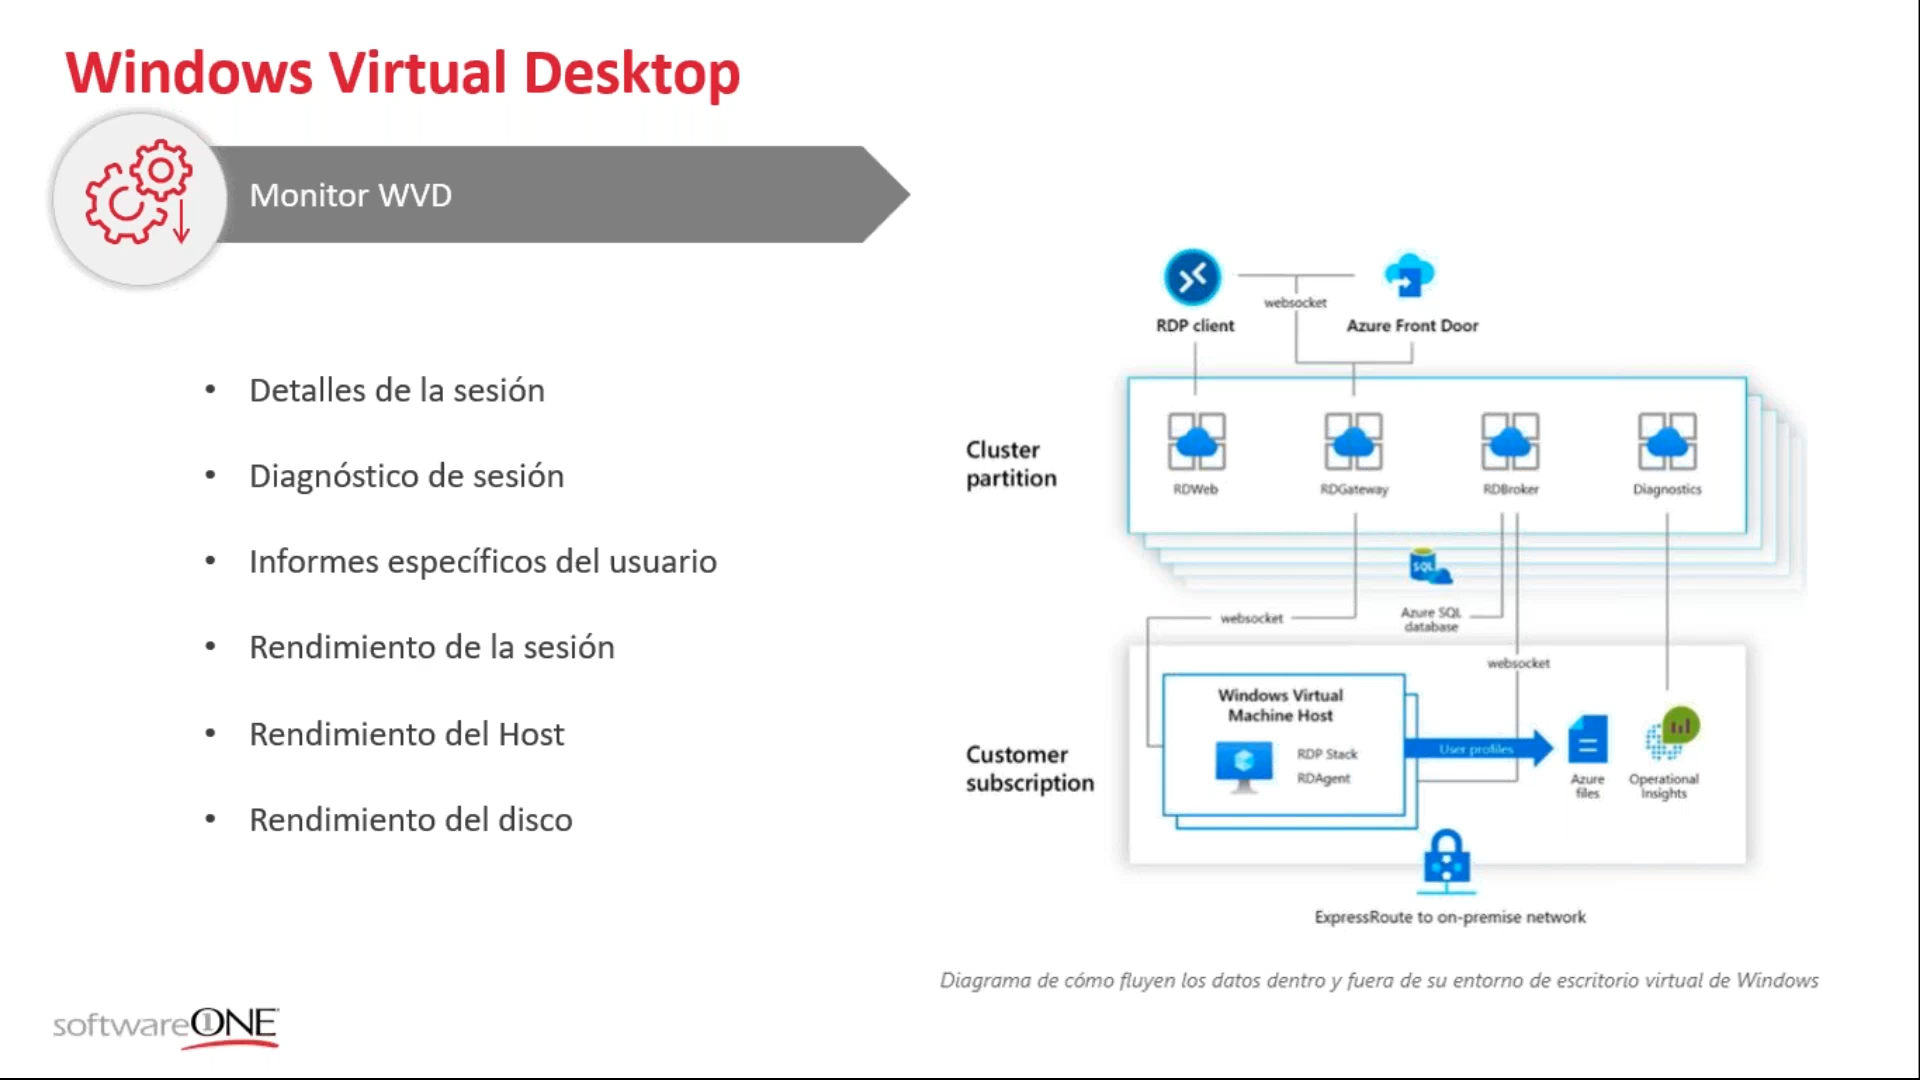 Windows Virtual Desktop
Monitor WVD
• Detalles de la sesión
• Diagnóstico de sesión
• Informes específicos del usuario
• Rendimiento de la sesión
• Rendimiento del Host
• Rendimiento del disco
websocket
RDP client
Azure Front Door
Cluster
partition
RDWeb
RDGateway
RDBroker
Diagnostics
SQL
Azure SQL
database
websocket
websocket
Customer
subscription
Windows Virtual
Machine Host
RDP Stack
RDAgent
User profiles
Azure
files
Operational
Insights
ExpressRoute to on-premise network
Diagrama de cómo fluyen los datos dentro y fuera de su entorno de escritorio virtual de Windows
softwareONE